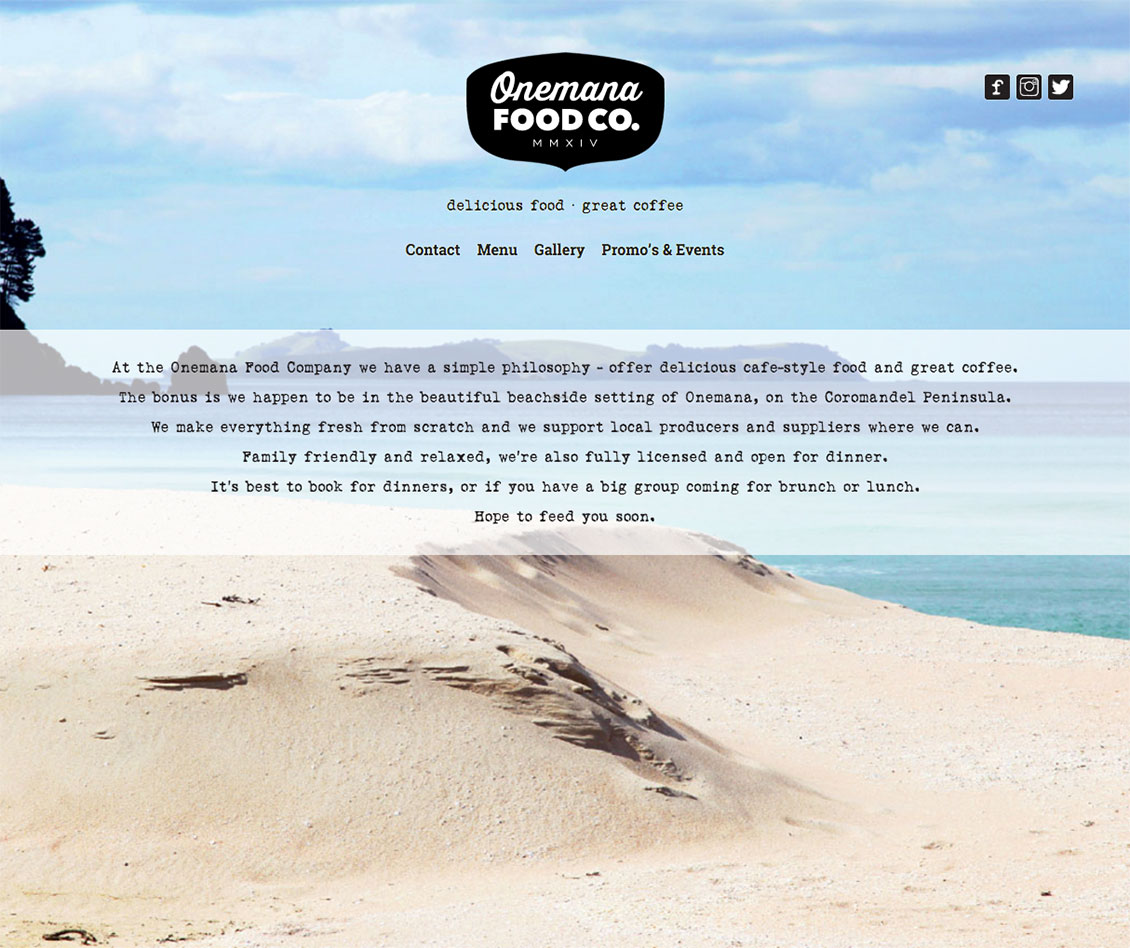 Onemana
FOOD CO.
MMXIV
delicious food · great coffee
Contact Menu Gallery Promo's & Events
At the Onemana Food Company we have a simple philosophy - offer delicious cafe-style food and great coffee.
The bonus is we happen to be in the beautiful beachside setting of Onemana, on the Coromandel Peninsula.
We make everything fresh from scratch and we support local producers and suppliers where we can.
Family friendly and relaxed, we're also fully licensed and open for dinner.
It's best to book for dinners, or if you have a big group coming for brunch or lunch.
Hope to feed you soon.